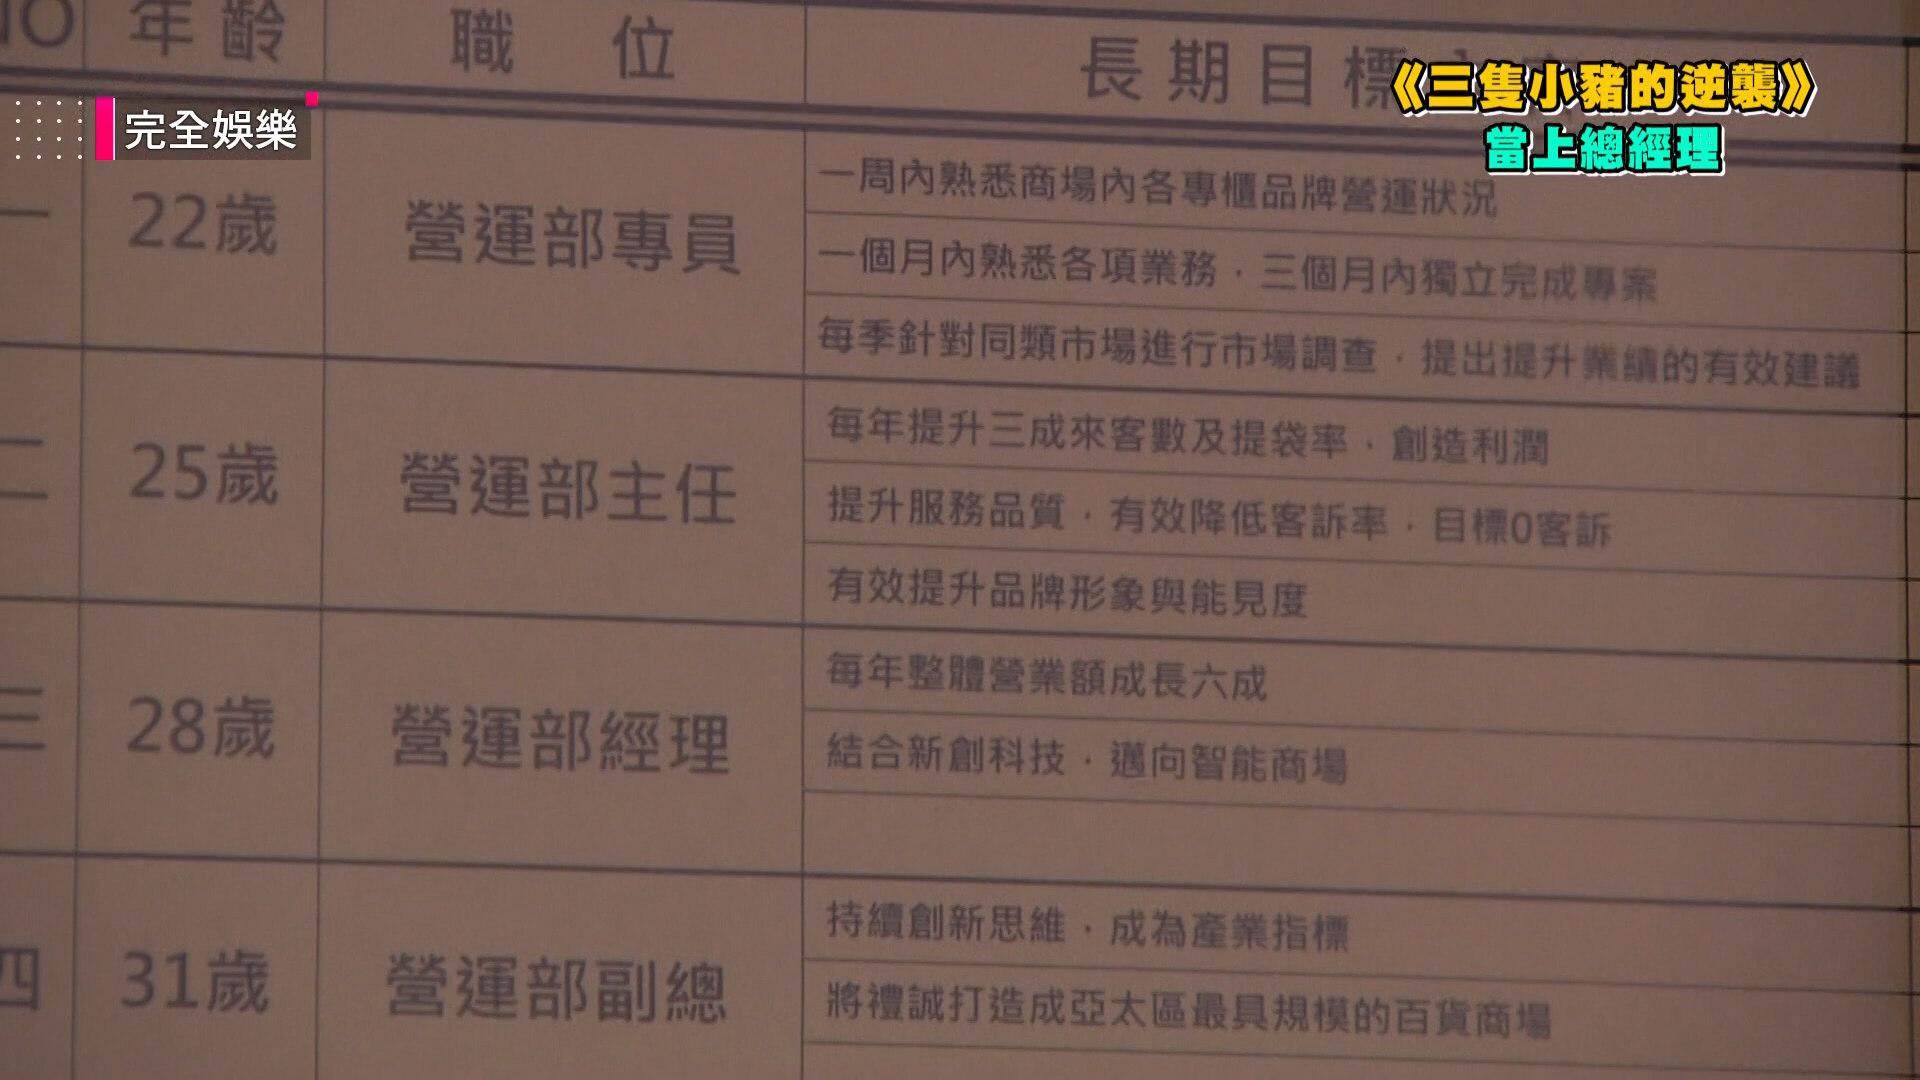 NO 年齡 職位 長期目標
《三隻小豬的逆襲》
當上總經理
完全娛樂
一 22歲 營運部專員
一周內熟悉商場內各專櫃品牌營運狀況
一個月內熟悉各項業務，三個月內獨立完成專案
每季針對同類市場進行市場調查，提出提升業績的有效建議
二 25歲 營運部主任
每年提升三成來客數及提袋率，創造利潤
提升服務品質，有效降低客訴率，目標0客訴
有效提升品牌形象與能見度
三 28歲 營運部經理
每年整體營業額成長六成
結合新創科技，邁向智能商場
四 31歲 營運部副總
持續創新思維，成為產業指標
將禮誠打造成亞太區最具規模的百貨商場